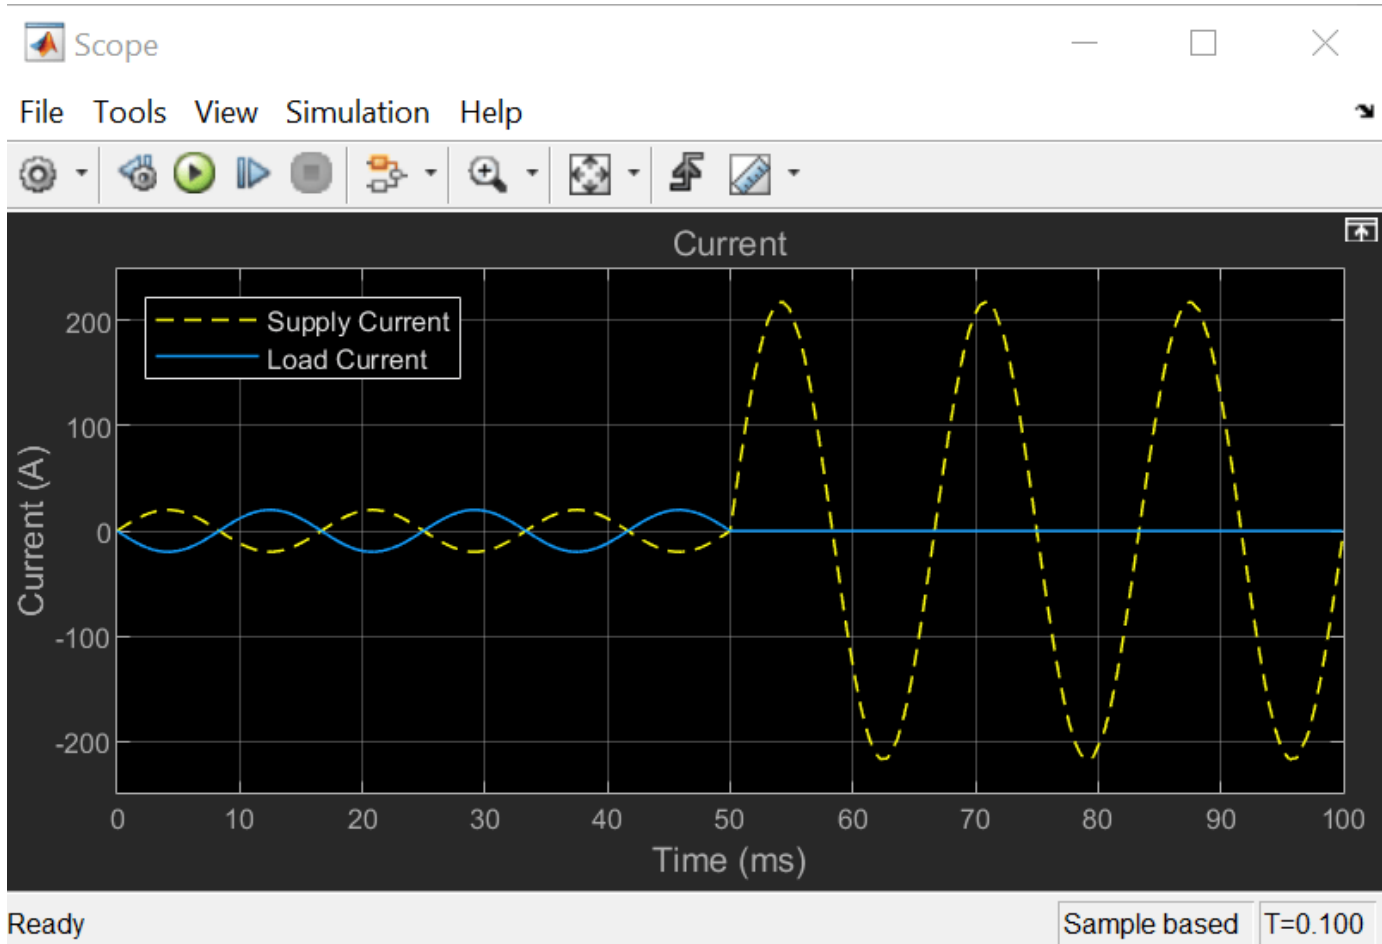 Scope
File Tools View Simulation Help
Current
Supply Current
Load Current
200
100
0
-100
-200
Current (A)
0 10 20 30 40 50 60 70 80 90 100
Time (ms)
Ready Sample based T=0.100